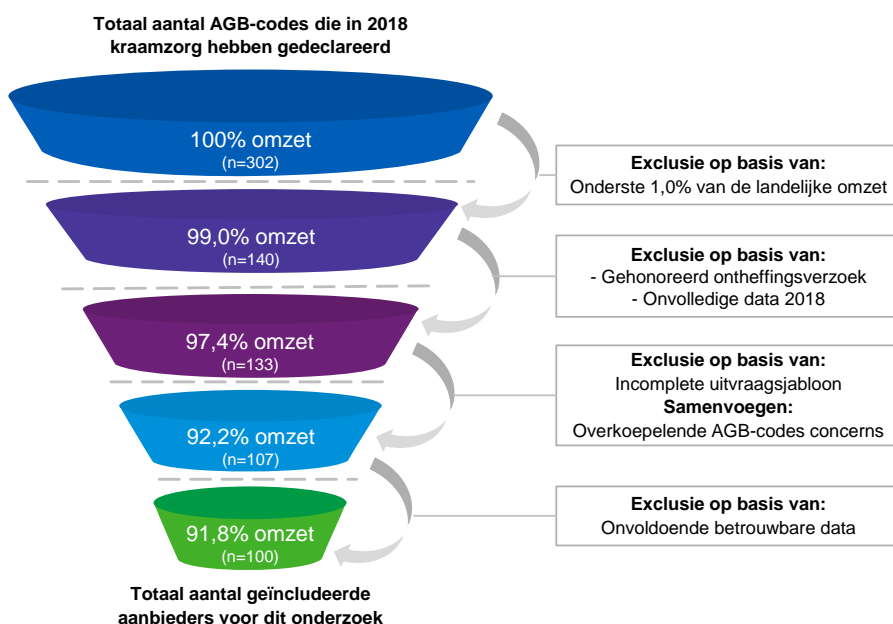 Totaal aantal AGB-codes die in 2018
kraamzorg hebben gedeclareerd
100% omzet
(n=302)
Exclusie op basis van:
Onderste 1,0% van de landelijke omzet
99,0% omzet
(n=140)
Exclusie op basis van:
- Gehonoreerd ontheffingsverzoek
- Onvolledige data 2018
97,4% omzet
(n=133)
Exclusie op basis van:
Incomplete uitvraagsjabloon
Samenvoegen:
Overkoepelende AGB-codes concerns
92,2% omzet
(n=107)
Exclusie op basis van:
Onvoldoende betrouwbare data
91,8% omzet
(n=100)
Totaal aantal geïncludeerde
aanbieders voor dit onderzoek